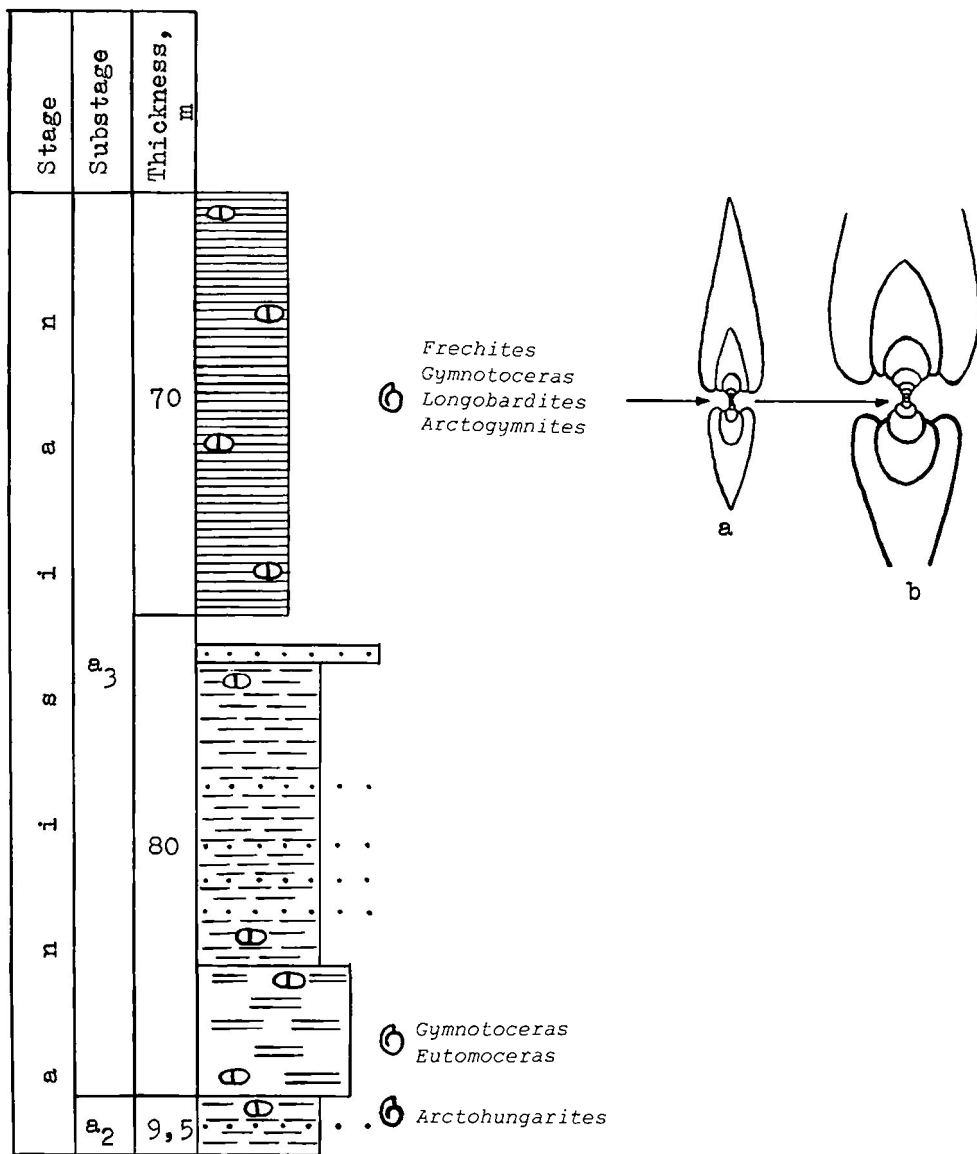 Stage
Substage
Thickness,
m
a n i s i a n
a3
70
Frechites
Gymnotoceras
Longobardites
Arctogymnites
a
b
80
Gymnotoceras
Eutomoceras
a2
9,5
Arctohungarites